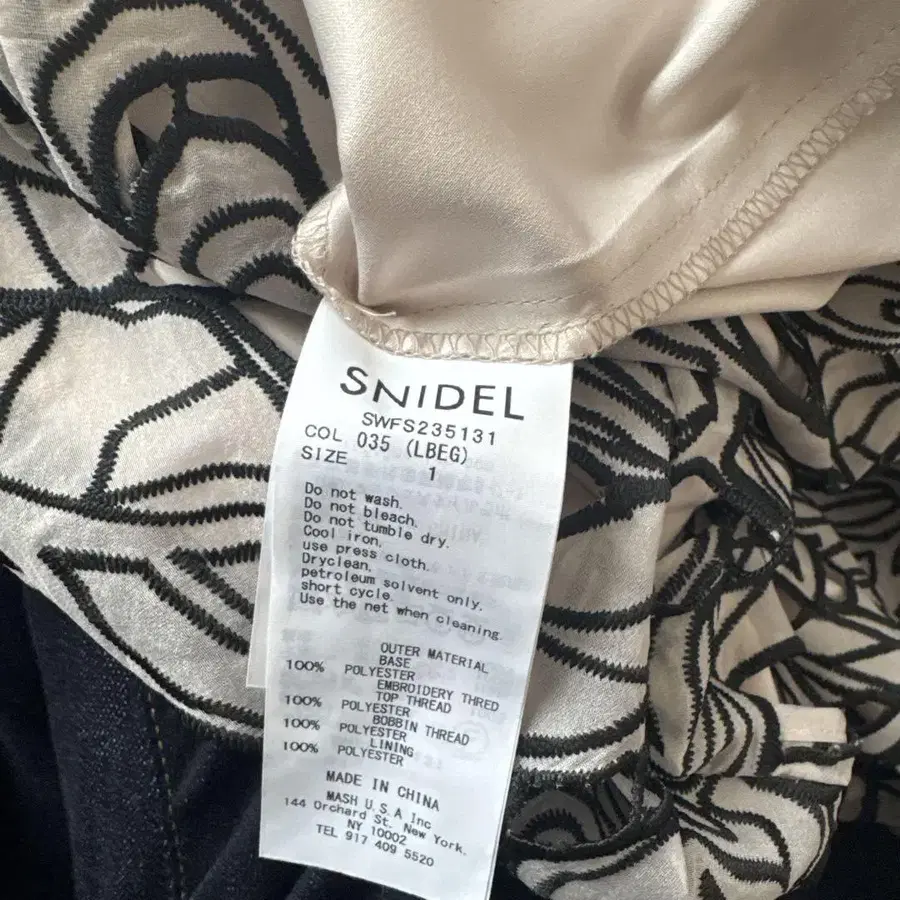 SNIDEL
SWFS235131
COL 035 (LBEG)
SIZE 1
Do not wash.
Do not bleach.
Do not tumble dry.
Cool iron,
use press cloth.
Dryclean,
petroleum solvent only,
short cycle.
Use the net when cleaning.
OUTER MATERIAL
BASE
100% POLYESTER
EMBROIDERY THRED
TOP THREAD
100% POLYESTER
BOBBIN THREAD
100% POLYESTER
LINING
100% POLYESTER
MADE IN CHINA
MASH U.S.A Inc
144 Orchard St. New York,
NY 10002
TEL 917 409 5520